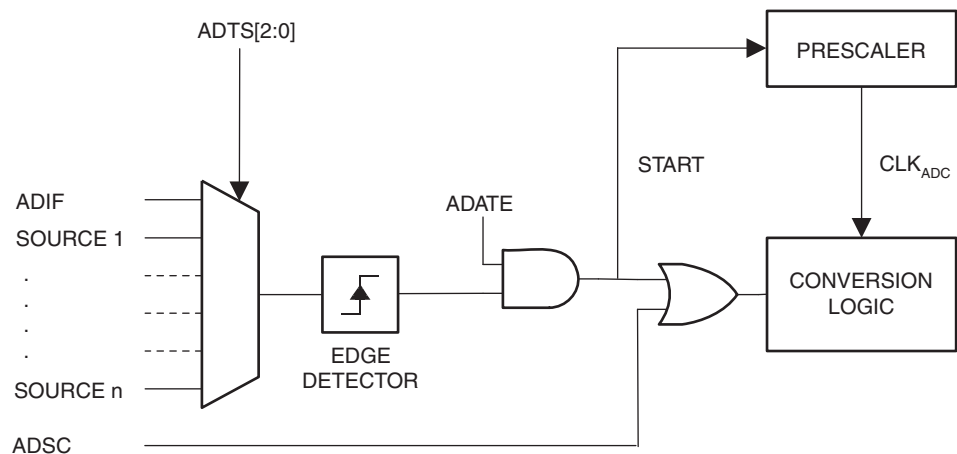 ADTS[2:0]
PRESCALER
START
CLKADC
ADIF
ADATE
SOURCE 1
.
.
.
.
CONVERSION
LOGIC
EDGE
DETECTOR
SOURCE n
ADSC